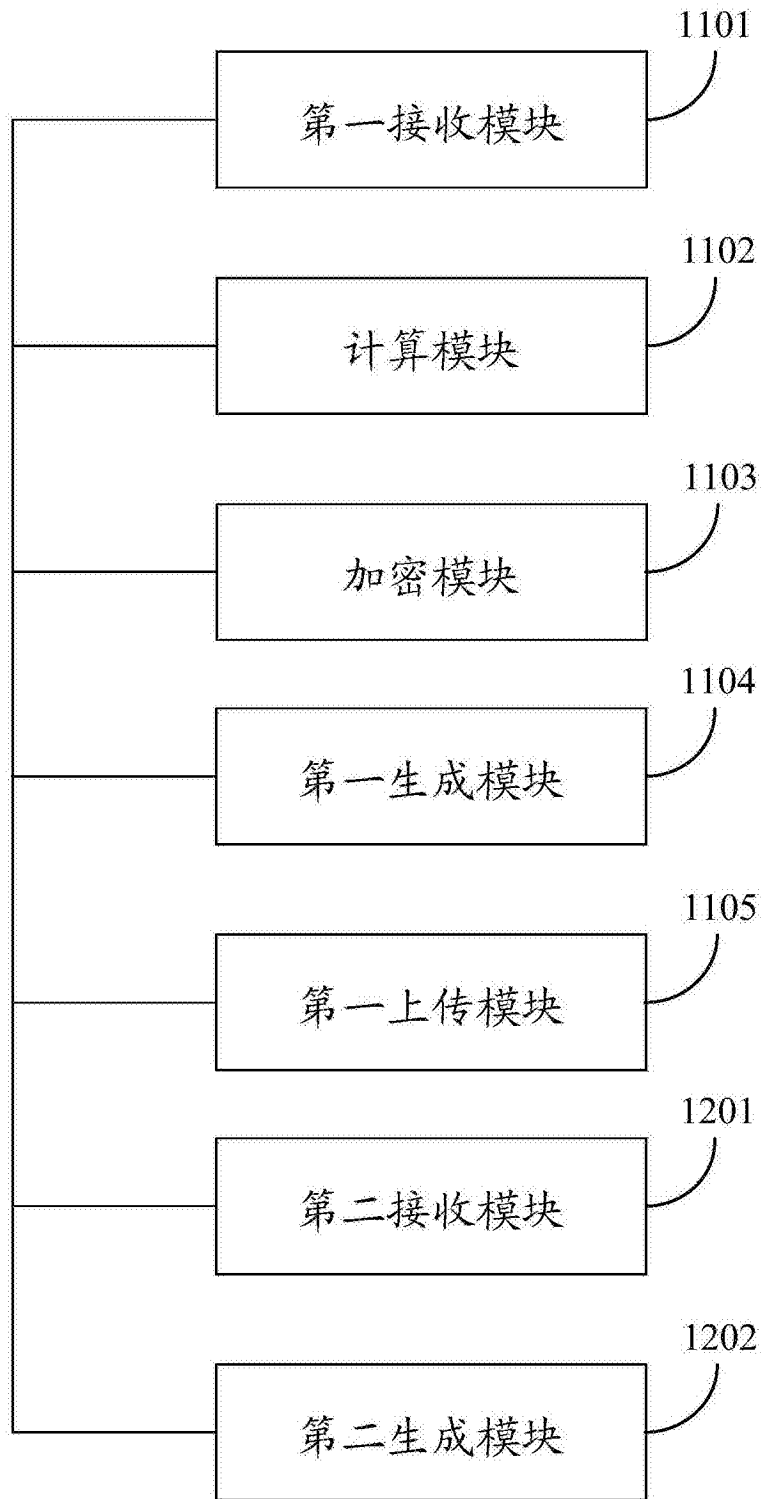 1101
第一接收模块
1102
计算模块
1103
加密模块
1104
第一生成模块
1105
第一上传模块
1201
第二接收模块
1202
第二生成模块